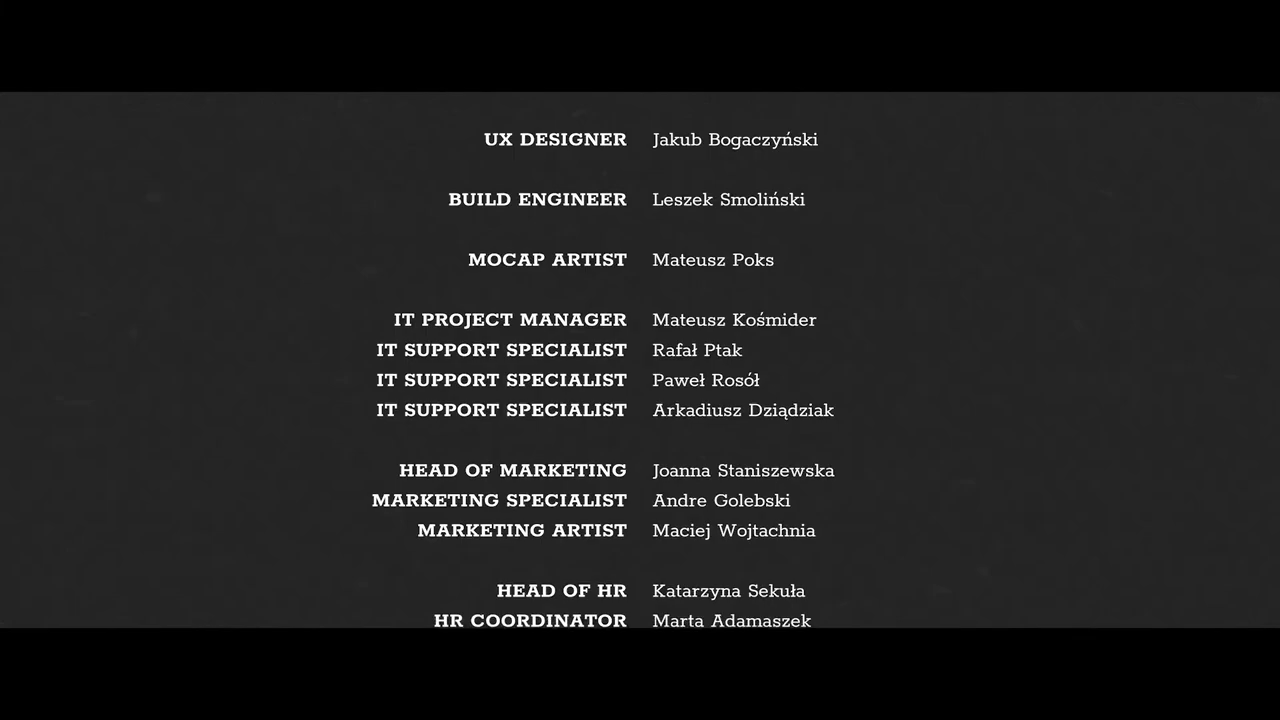 UX DESIGNER Jakub Bogaczyński
BUILD ENGINEER Leszek Smoliński
MOCAP ARTIST Mateusz Poks
IT PROJECT MANAGER Mateusz Kośmider
IT SUPPORT SPECIALIST Rafał Ptak
IT SUPPORT SPECIALIST Paweł Rosół
IT SUPPORT SPECIALIST Arkadiusz Dziądziak
HEAD OF MARKETING Joanna Staniszewska
MARKETING SPECIALIST Andre Golebski
MARKETING ARTIST Maciej Wojtachnia
HEAD OF HR Katarzyna Sekuła
HR COORDINATOR Marta Adamaszek